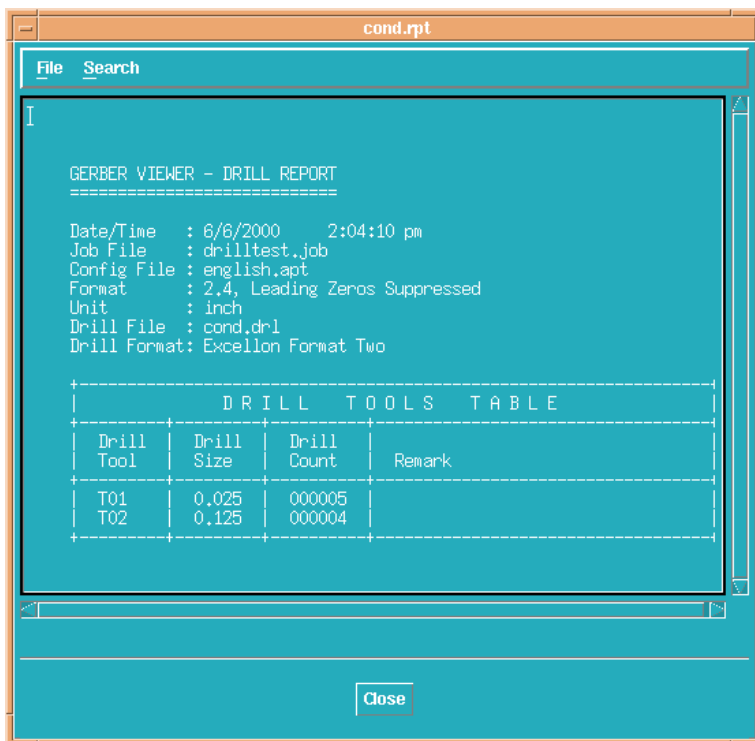 cond.rpt
File Search
GERBER VIEWER - DRILL REPORT
============================
Date/Time : 6/6/2000 2:04:10 pm
Job File : drilltest.job
Config File : english.apt
Format : 2.4, Leading Zeros Suppressed
Unit : inch
Drill File : cond.drl
Drill Format: Excellon Format Two
D R I L L T O O L S T A B L E
Drill | Drill | Drill |
Tool | Size | Count | Remark
T01 | 0.025 | 000005 |
T02 | 0.125 | 000004 |
Close